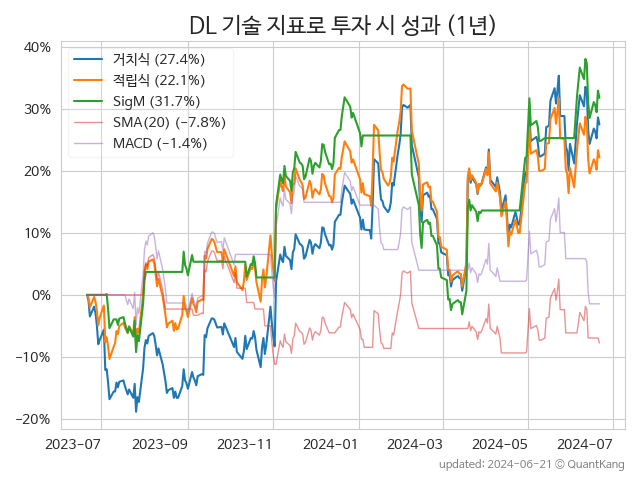 DL 기술 지표로 투자 시 성과 (1년)
40%
30%
20%
10%
0%
−10%
−20%
거치식 (27.4%)
적립식 (22.1%)
SigM (31.7%)
SMA(20) (−7.8%)
MACD (−1.4%)
2023-07 2023-09 2023-11 2024-01 2024-03 2024-05 2024-07
updated: 2024-06-21 © QuantKang